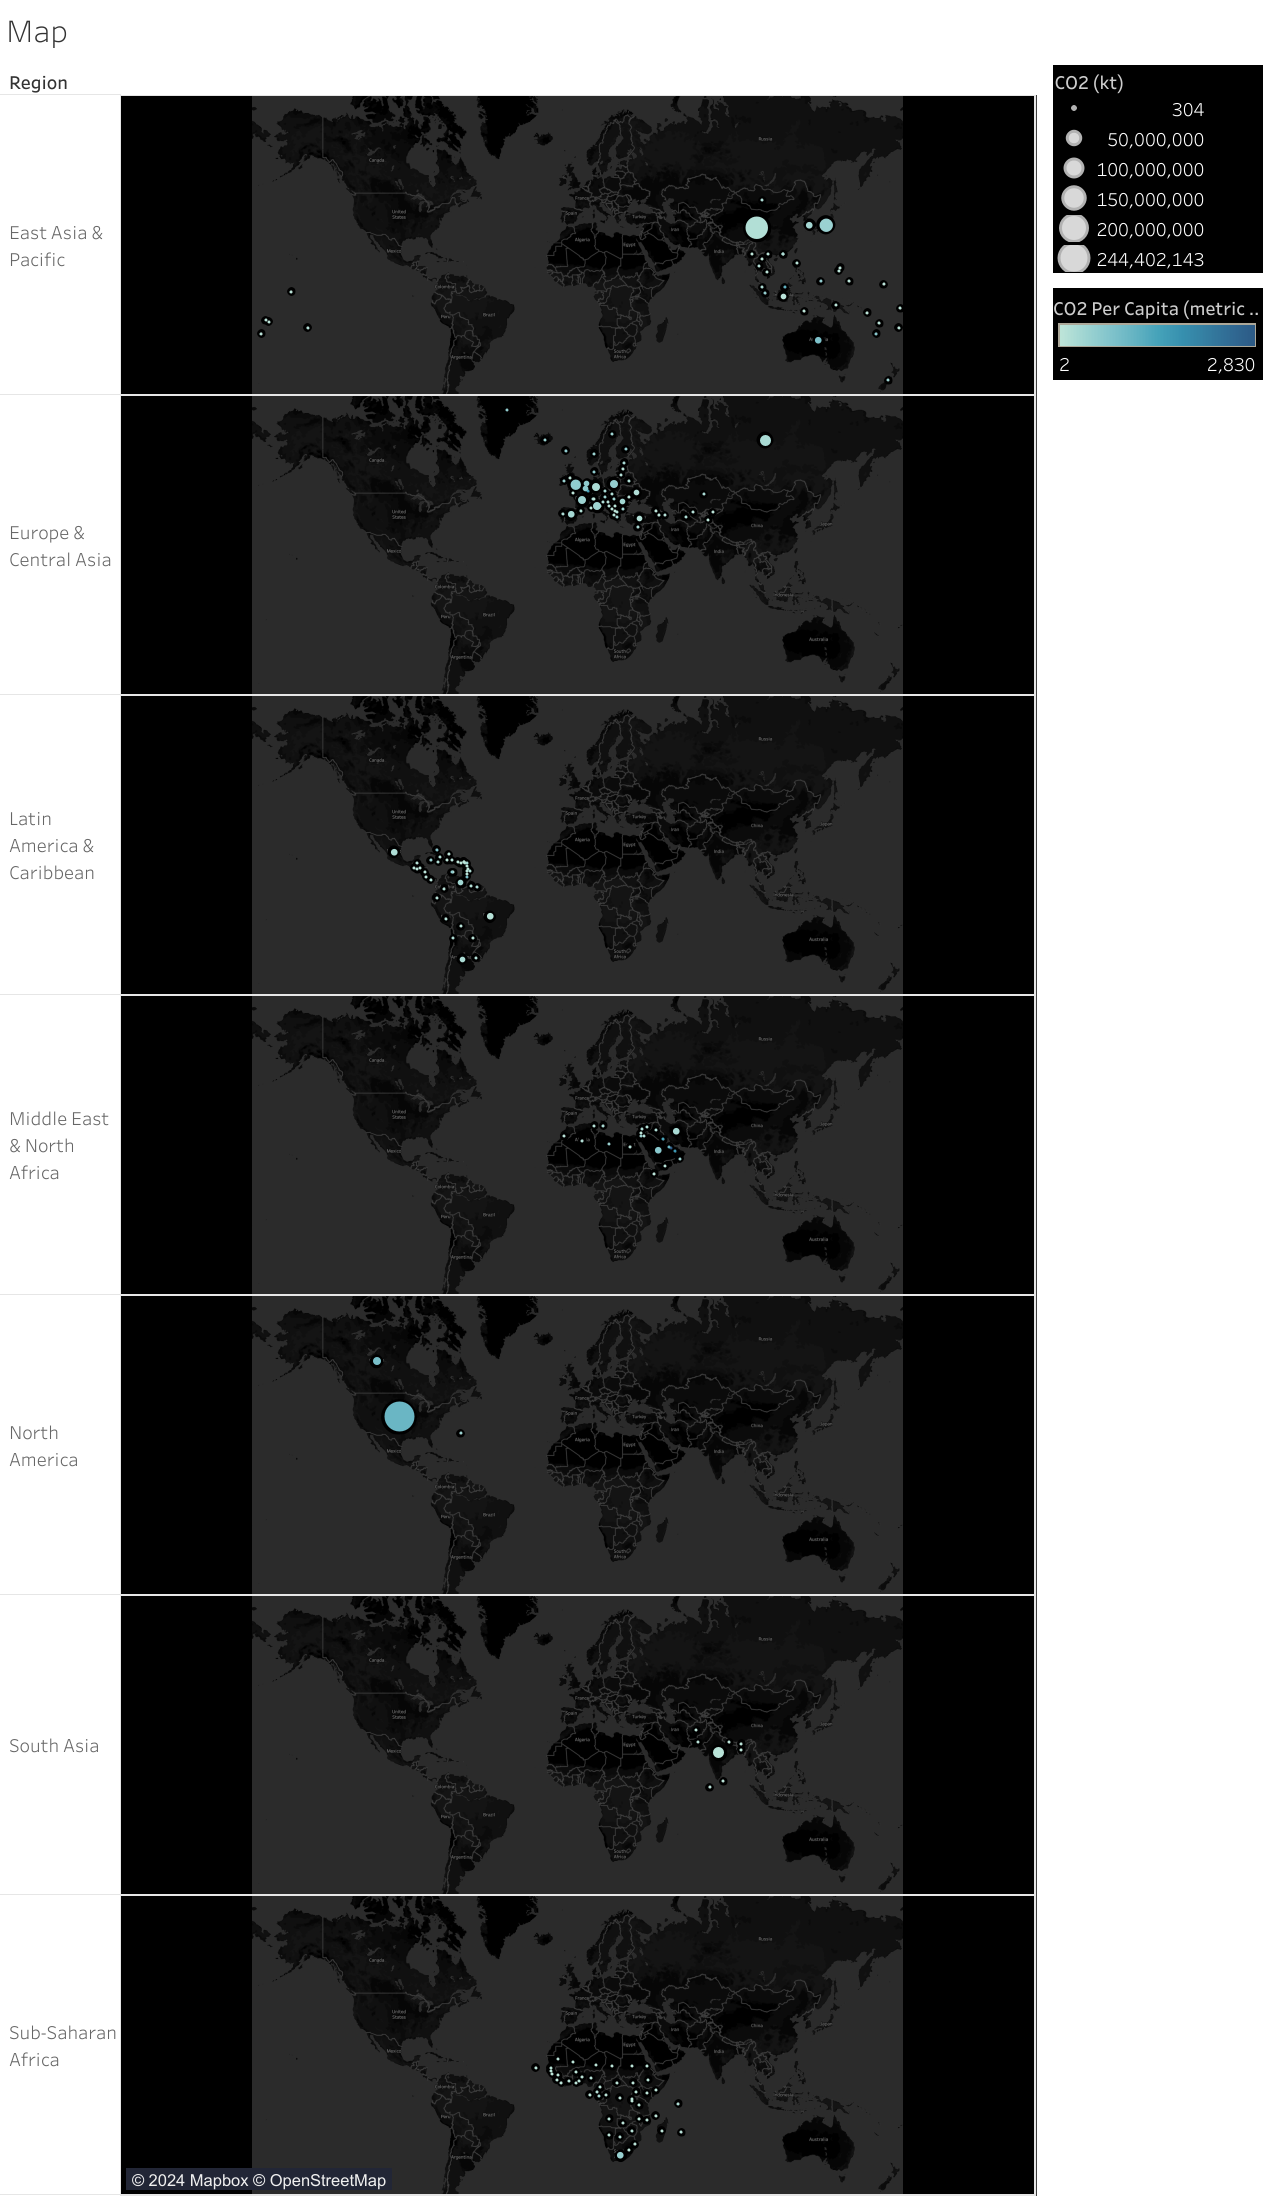 Map
Region
East Asia &
Pacific
Europe &
Central Asia
Latin
America &
Caribbean
Middle East
& North
Africa
North
America
South Asia
Sub-Saharan
Africa
© 2024 Mapbox © OpenStreetMap
CO2 (kt)
304
50,000,000
100,000,000
150,000,000
200,000,000
244,402,143
CO2 Per Capita (metric ..
2
2,830